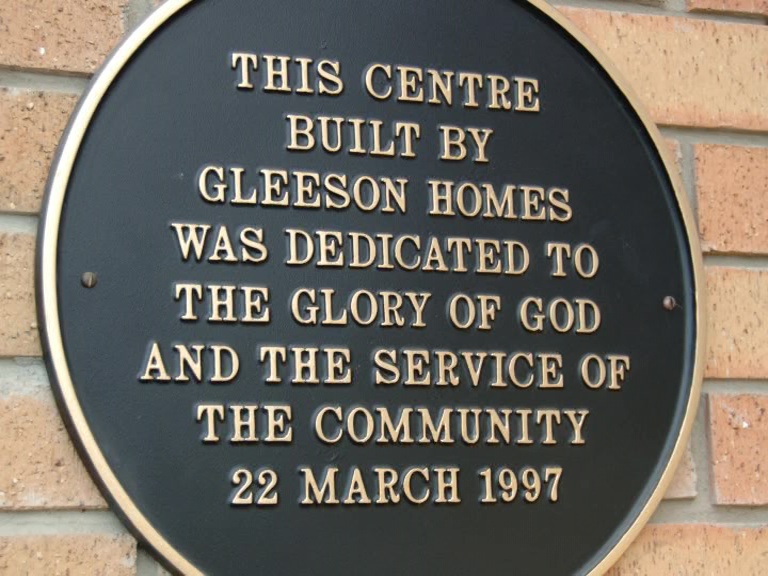 THIS CENTRE
BUILT BY
GLEESON HOMES
WAS DEDICATED TO
THE GLORY OF GOD
AND THE SERVICE OF
THE COMMUNITY
22 MARCH 1997